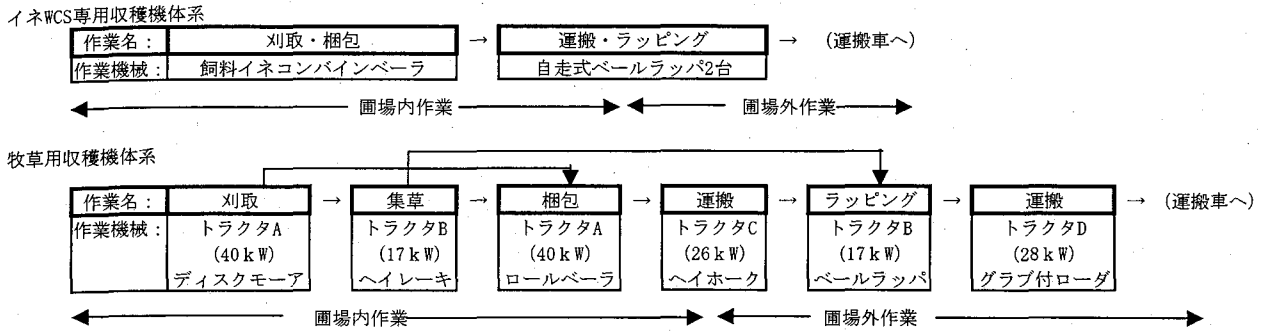 イネWCS専用収穫機体系
作業名： 刈取・梱包 → 運搬・ラッピング → (運搬車へ)
作業機械： 飼料イネコンバインベーラ 自走式ベールラッパ2台
圃場内作業 圃場外作業
牧草用収穫機体系
作業名： 刈取 → 集草 → 梱包 → 運搬 → ラッピング → 運搬 → (運搬車へ)
作業機械： トラクタA トラクタB トラクタA トラクタC トラクタB トラクタD
(40kW) (17kW) (40kW) (26kW) (17kW) (28kW)
ディスクモーア ヘイレーキ ロールベーラ ヘイホーク ベールラッパ グラブ付ローダ
圃場内作業 圃場外作業